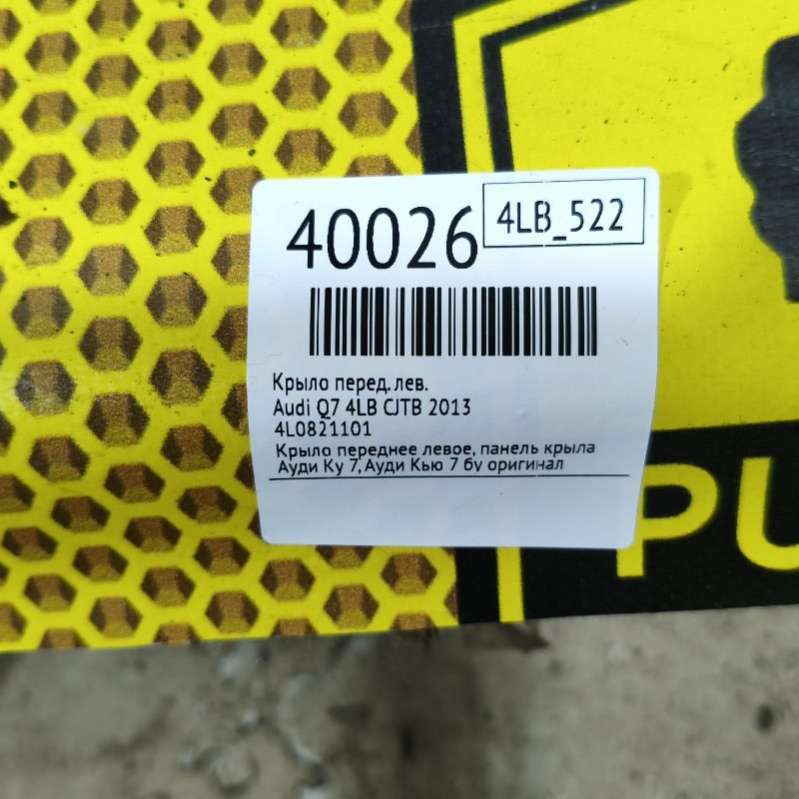 40026
4LB_522
Крыло перед.лев.
Audi Q7 4LB CJTB 2013
4L0821101
Крыло переднее левое, панель крыла
Ауди Ку 7,Ауди Кью 7 бу оригинал
PU